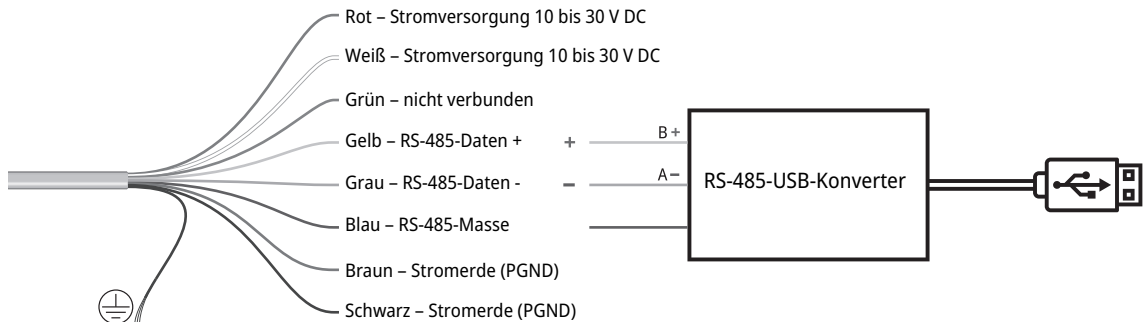 Rot – Stromversorgung 10 bis 30 V DC
Weiß – Stromversorgung 10 bis 30 V DC
Grün – nicht verbunden
Gelb – RS-485-Daten + + B +
Grau – RS-485-Daten - – A – RS-485-USB-Konverter
Blau – RS-485-Masse
Braun – Stromerde (PGND)
Schwarz – Stromerde (PGND)